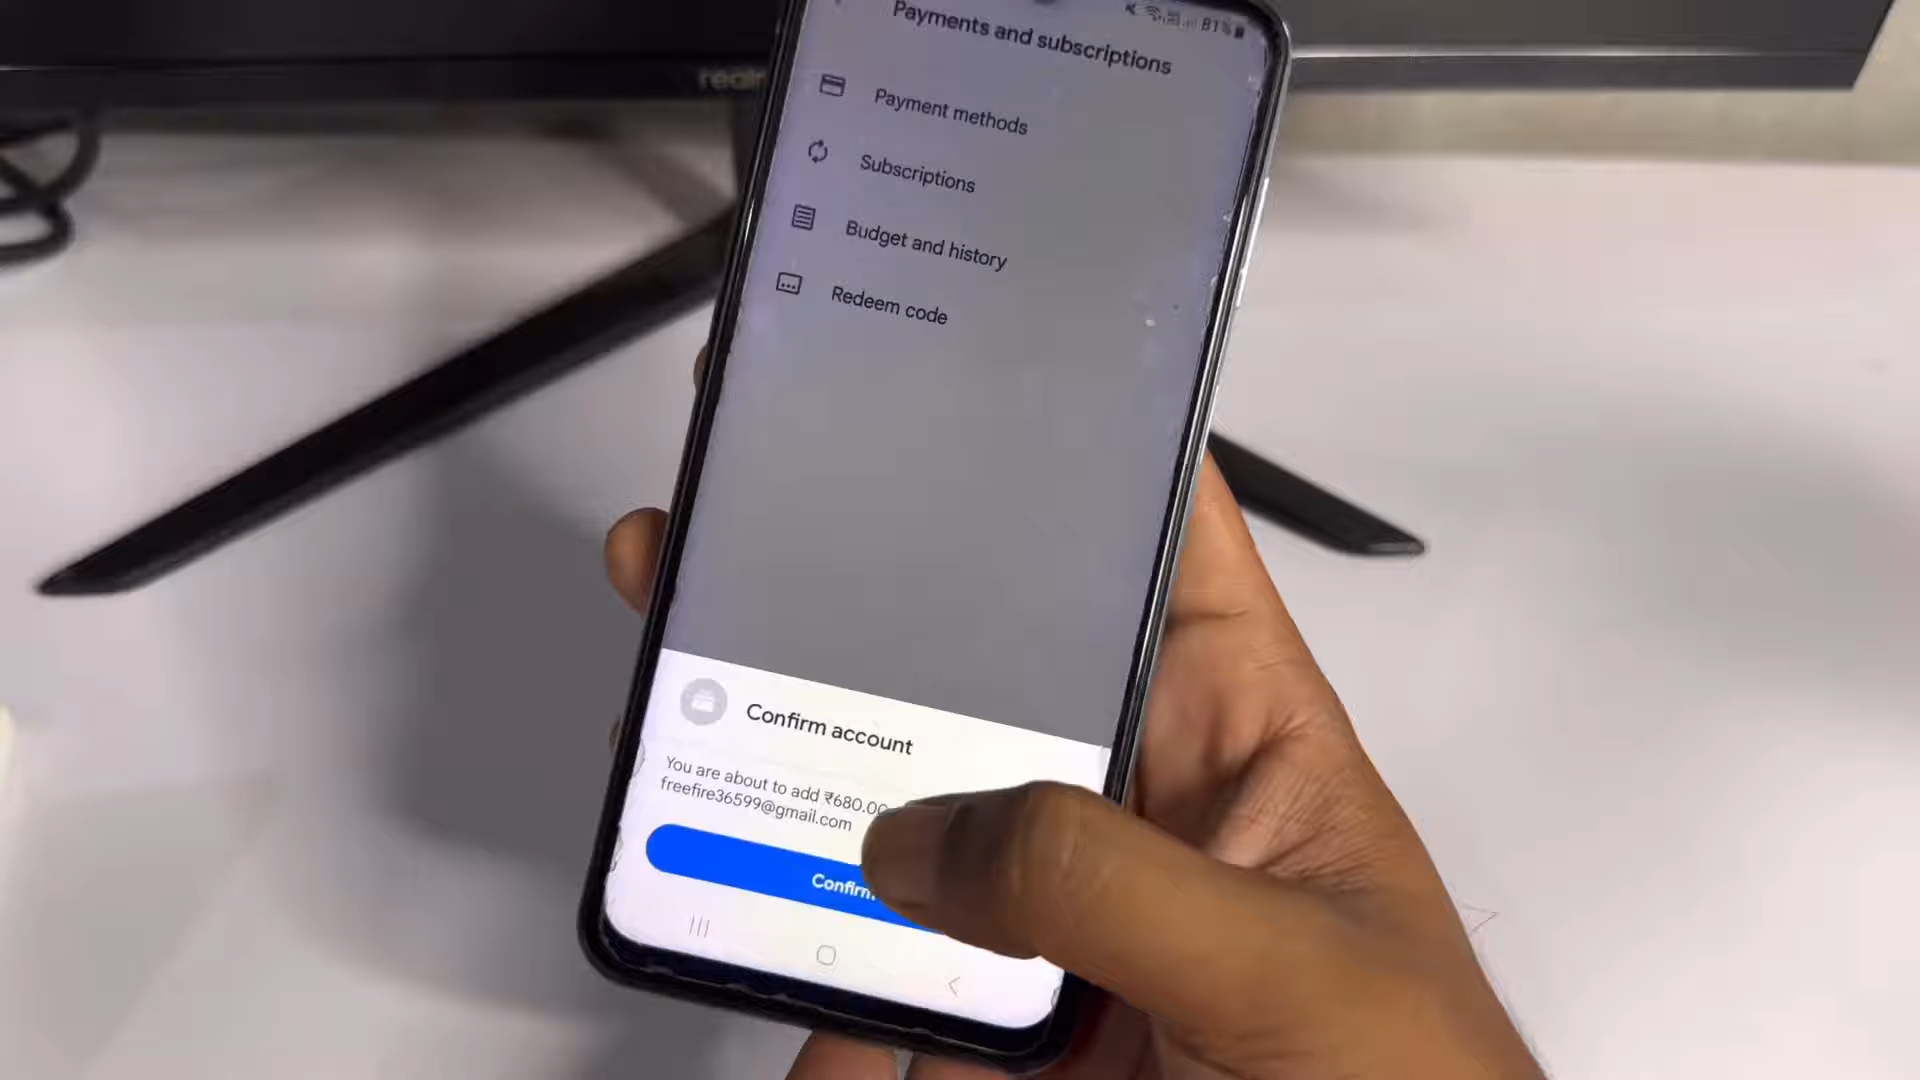 81%
Payments and subscriptions
Payment methods
Subscriptions
Budget and history
Redeem code
Confirm account
You are about to add ₹680.00
freefire36599@gmail.com
Confirm